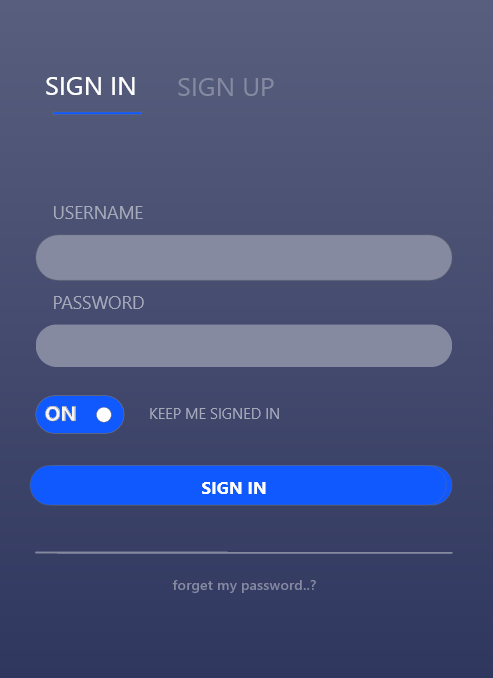 SIGN IN SIGN UP
USERNAME
PASSWORD
ON KEEP ME SIGNED IN
SIGN IN
forget my password..?